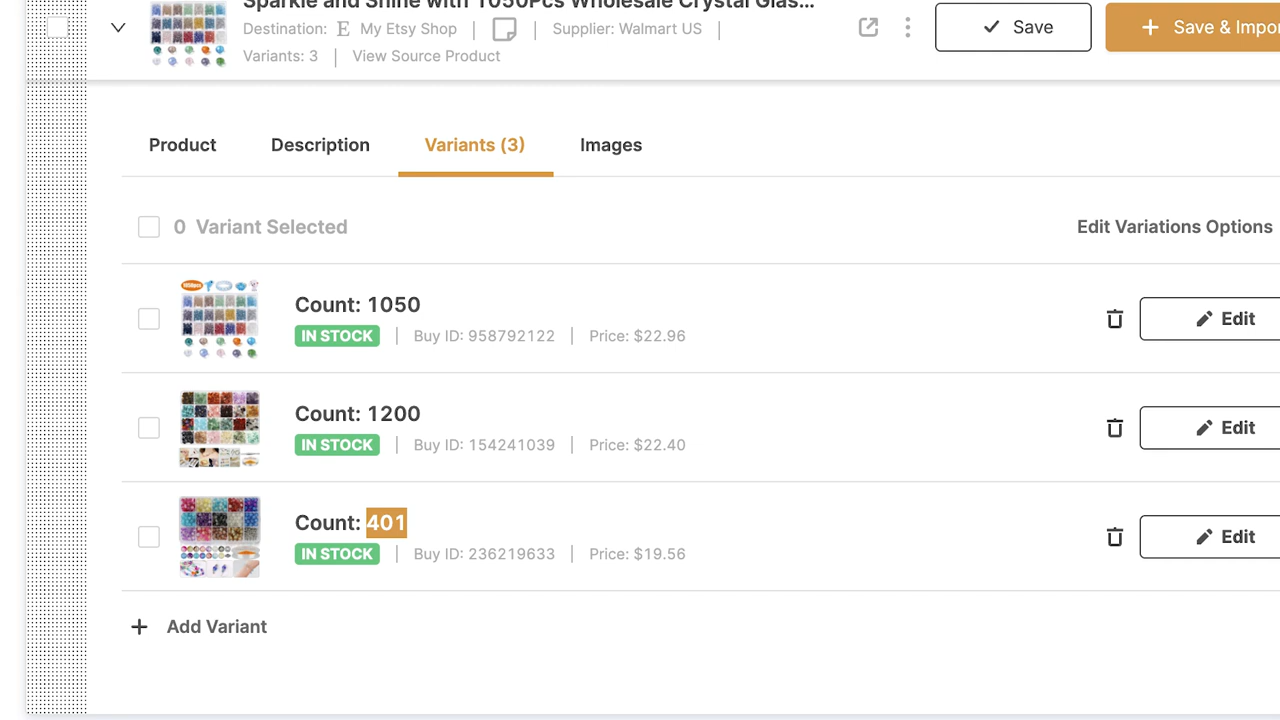 Sparkle and Shine with 1050Pcs Wholesale Crystal Glas...
Destination: E My Etsy Shop | | Supplier: Walmart US |
Save
Save & Impor
Variants: 3 | View Source Product
Product
Description
Variants (3)
Images
0 Variant Selected
Edit Variations Options
Count: 1050
IN STOCK | Buy ID: 958792122 | Price: $22.96
Edit
Count: 1200
IN STOCK | Buy ID: 154241039 | Price: $22.40
Edit
Count: 401
IN STOCK | Buy ID: 236219633 | Price: $19.56
Edit
+ Add Variant